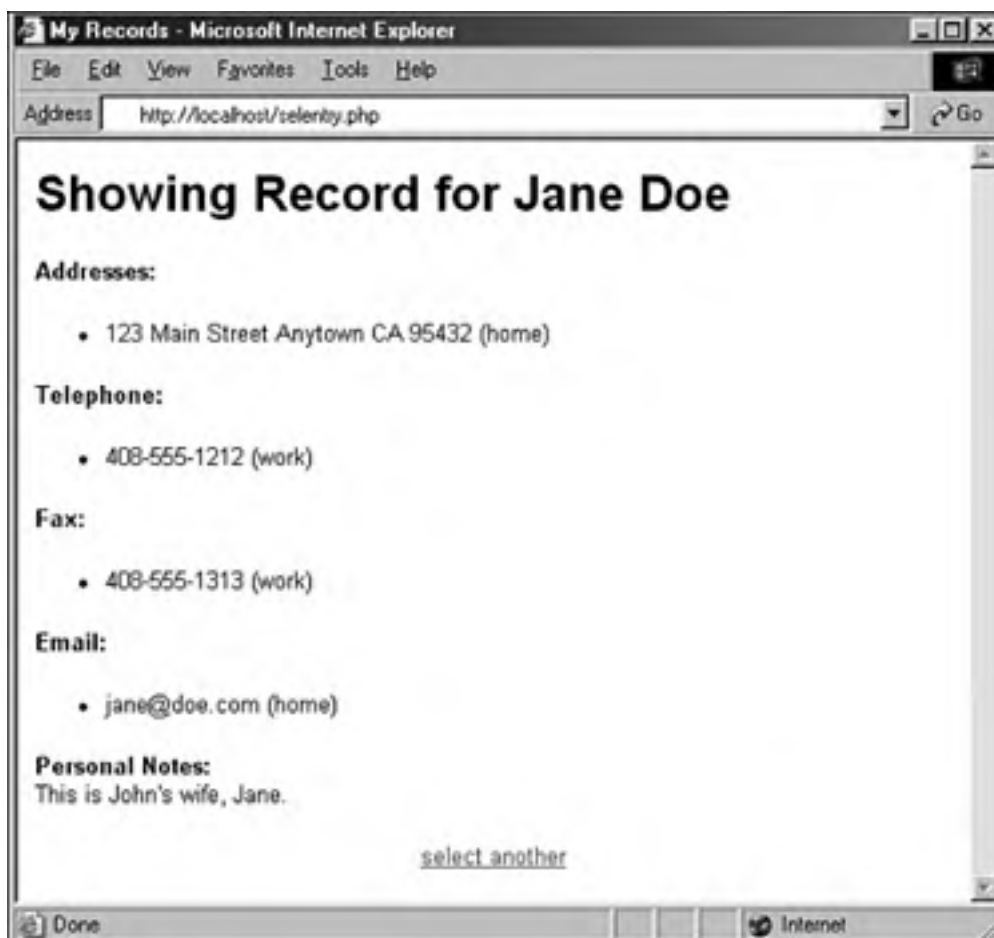 My Records - Microsoft Internet Explorer
File Edit View Favorites Tools Help
Address http://localhost/selentry.php Go
Showing Record for Jane Doe
Addresses:
• 123 Main Street Anytown CA 95432 (home)
Telephone:
• 408-555-1212 (work)
Fax:
• 408-555-1313 (work)
Email:
• jane@doe.com (home)
Personal Notes:
This is John's wife, Jane.
select another
Done Internet